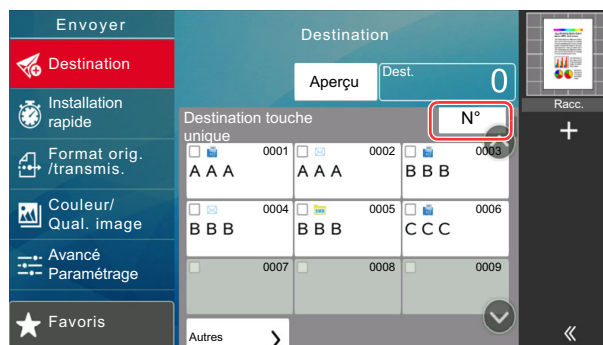 Envoyer
Destination
Installation
rapide
Format orig.
/transmis.
Couleur/
Qual. image
Avancé
Paramétrage
Favoris
Destination
Aperçu
Dest.
0
Destination touche
unique
N°
0001
A A A
0002
A A A
0003
B B B
0004
B B B
0005
B B B
0006
C C C
0007
0008
0009
Autres
Racc.